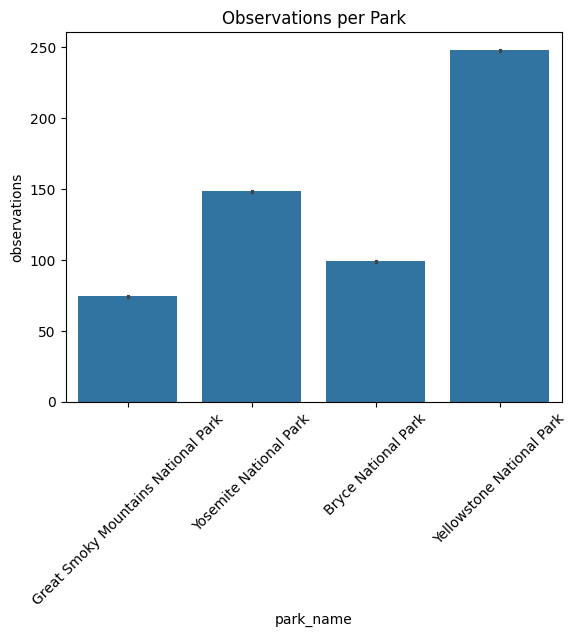 Observations per Park
observations
250
200
150
100
50
0
Great Smoky Mountains National Park
Yosemite National Park
Bryce National Park
Yellowstone National Park
park_name